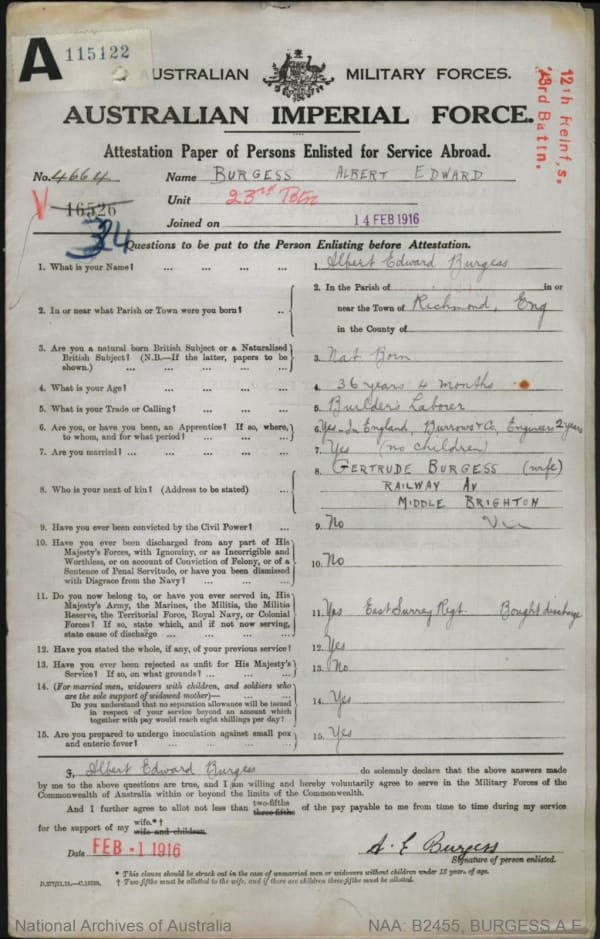 A 115122
AUSTRALIAN MILITARY FORCES.
AUSTRALIAN IMPERIAL FORCE.
12th Reinf,s.
23rd Battn.
Attestation Paper of Persons Enlisted for Service Abroad.
No. 4664 Name BURGESS ALBERT EDWARD
V 16526 Unit 23rd Btn
Joined on 14 FEB 1916
34
Questions to be put to the Person Enlisting before Attestation.
1. What is your Name? ... ... ... ... 1. Albert Edward Burgess
2. In or near what Parish or Town were you born? ... 2. In the Parish of in or
near the Town of Richmond, Eng
in the County of
3. Are you a natural born British Subject or a Naturalized
British Subject? (N.B.—If the latter, papers to be
shown.) ... ... ... ... 3. Nat Born
4. What is your Age? ... ... ... ... 4. 36 years 4 months
5. What is your Trade or Calling? ... ... ... 5. Builder's Laborer
6. Are you, or have you been, an Apprentice? If so, where,
to whom, and for what period? ... ... ... 6. Yes - In England, Burrows & Co, Engineers 2 years
7. Are you married? ... ... ... ... 7. Yes (no children)
8. Who is your next of kin? (Address to be stated) ... 8. GERTRUDE BURGESS (wife)
RAILWAY AV
MIDDLE BRIGHTON
Vic
9. Have you ever been convicted by the Civil Power? ... 9. No
10. Have you ever been discharged from any part of His
Majesty's Forces, with Ignominy, or as Incorrigible and
Worthless, or on account of Conviction of Felony, or of a
Sentence of Penal Servitude, or have you been dismissed
with Disgrace from the Navy? ... ... ... 10. No
11. Do you now belong to, or have you ever served in, His
Majesty's Army, the Marines, the Militia, the Militia
Reserve, the Territorial Force, Royal Navy, or Colonial
Forces? If so, state which, and if not now serving,
state cause of discharge ... ... ... 11. Yes East Surrey Regt. Bought discharge
12. Have you stated the whole, if any, of your previous service? 12. Yes
13. Have you ever been rejected as unfit for His Majesty's
Service? If so, on what grounds? ... ... 13. No
14. (For married men, widowers with children, and soldiers who
are the sole support of widowed mother)—
Do you understand that no separation allowance will be issued
in respect of your service beyond an amount which
together with pay would reach eight shillings per day? 14. Yes
15. Are you prepared to undergo inoculation against small pox
and enteric fever? ... ... ... ... 15. Yes
I, Albert Edward Burgess do solemnly declare that the above answers made
by me to the above questions are true, and I am willing and hereby voluntarily agree to serve in the Military Forces of the
Commonwealth of Australia within or beyond the limits of the Commonwealth.
And I further agree to allot not less than two-fifths three-fifths of the pay payable to me from time to time during my service
for the support of my wife.*†
wife and children.
Date FEB -1 1916 A. E Burgess
Signature of person enlisted.
* This clause should be struck out in the case of unmarried men or widowers without children under 18 years of age.
† Two-fifths must be allotted to the wife, and if there are children three-fifths must be allotted.
National Archives of Australia NAA: B2455, BURGESS A E